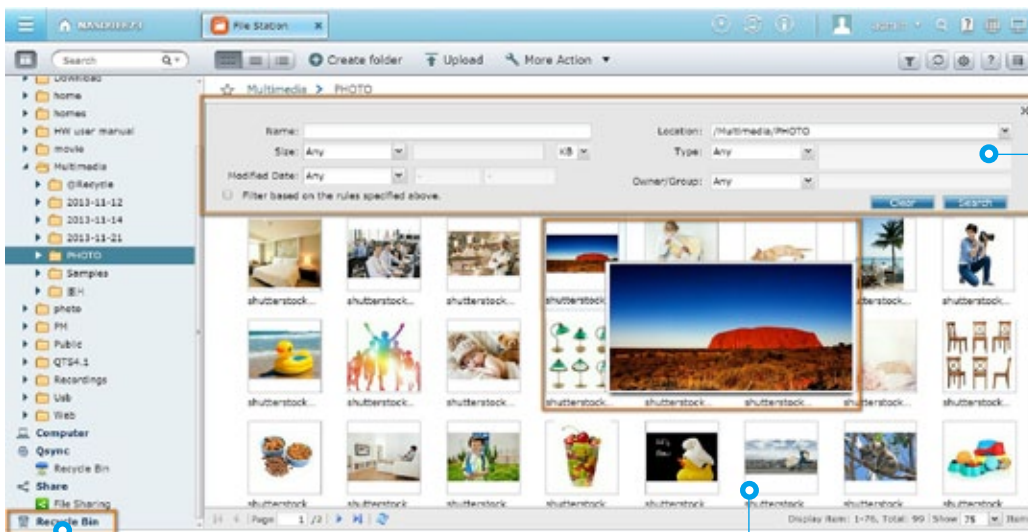 File Station ×
admin
Search
Create folder
Upload
More Action
Download
home
homes
HW user manual
movie
Multimedia
@Recycle
2013-11-12
2013-11-14
2013-11-21
PHOTO
Samples
photo
PM
Public
QTS4.1
Recordings
Usb
Web
Computer
Qsync
Recycle Bin
Share
File Sharing
Recycle Bin
Multimedia > PHOTO
Name:
Location: /Multimedia/PHOTO
Size: Any KB
Type: Any
Modified Date: Any
Owner/Group: Any
Filter based on the rules specified above.
Clear Search
shutterstock... shutterstock... shutterstock... shutterstock... tterstock... shutterstock...
shutterstock... shutterstock... shutterstock... shutterstock... shutterstock... shutterstock... shutterstock... shutterstock...
shutterstock shutterstock shutterstock shutterstock shutterstock shutterstock shutterstock shutterstock
Page 1 /2
Display item: 1-76, Total: 99 Show 76 Item